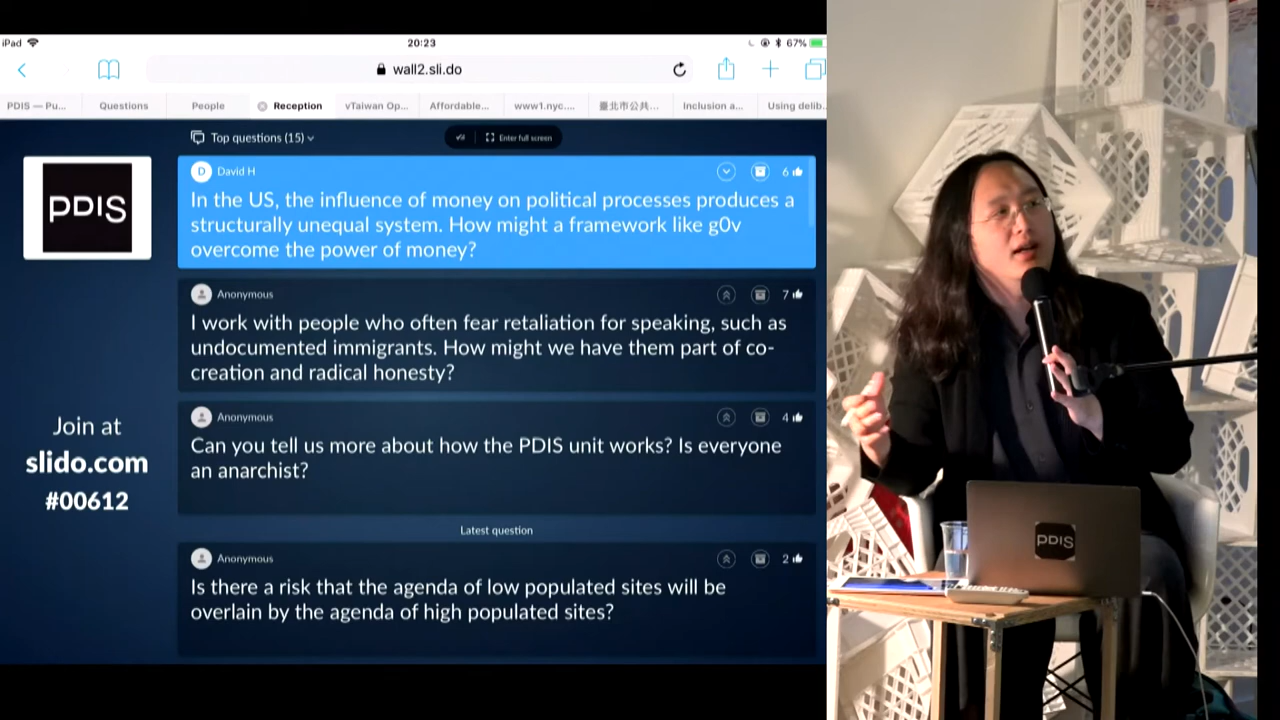 iPad
20:23
67%
wall2.sli.do
PDIS — Pu...
Questions
People
Reception
vTaiwan Op...
Affordable...
www1.nyc....
臺北市公共...
Inclusion a...
Using delib..
Top questions (15)
Enter full screen
PDIS
Join at
slido.com
#00612
D
David H
6
In the US, the influence of money on political processes produces a
structurally unequal system. How might a framework like g0v
overcome the power of money?
Anonymous
7
I work with people who often fear retaliation for speaking, such as
undocumented immigrants. How might we have them part of co-
creation and radical honesty?
Anonymous
4
Can you tell us more about how the PDIS unit works? Is everyone
an anarchist?
Latest question
Anonymous
2
Is there a risk that the agenda of low populated sites will be
overlain by the agenda of high populated sites?
PDIS